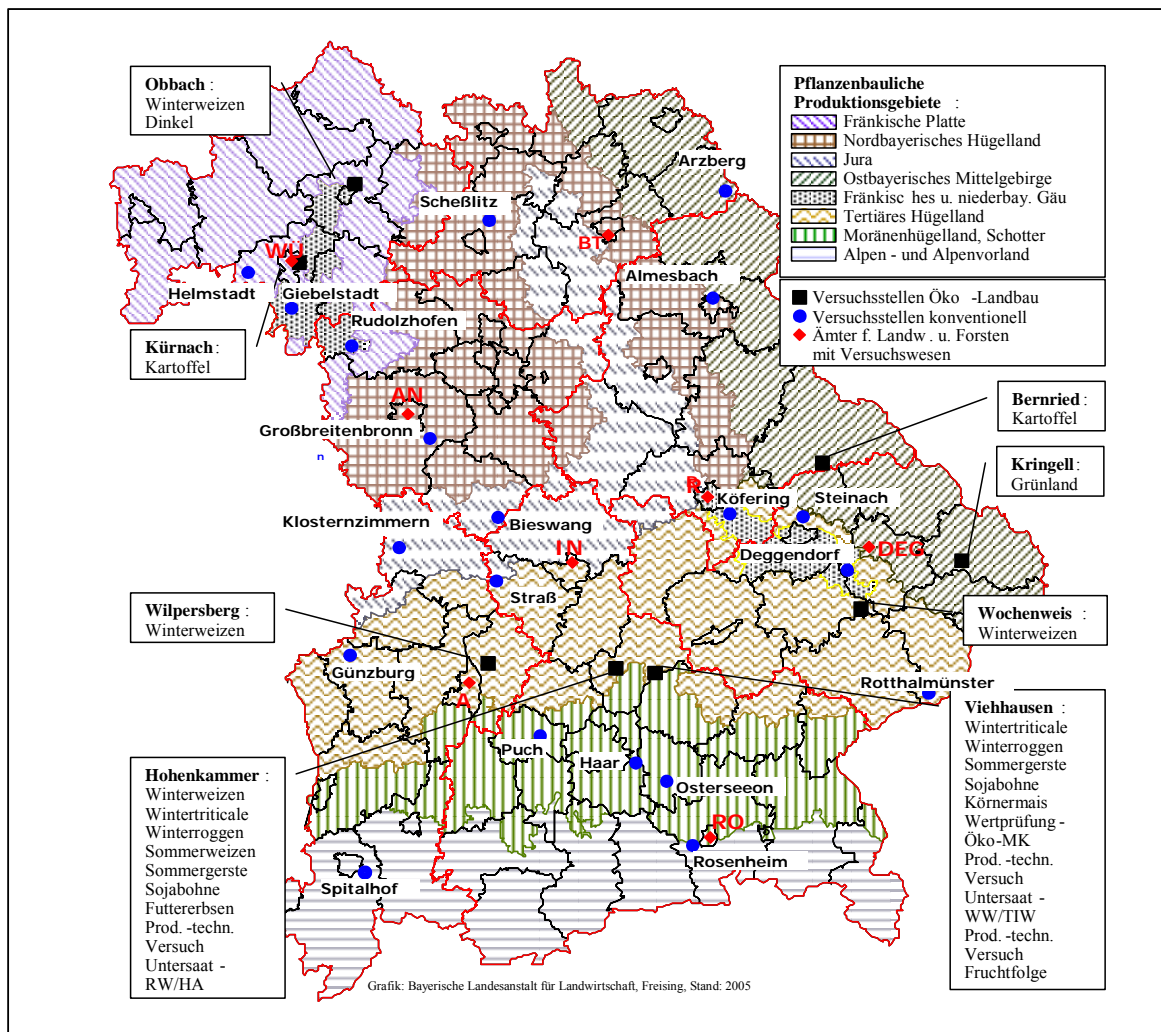 Obbach :
Winterweizen
Dinkel
Pflanzenbauliche
Produktionsgebiete :
Fränkische Platte
Nordbayerisches Hügelland
Jura
Ostbayerisches Mittelgebirge
Fränkisc hes u. niederbay. Gäu
Tertiäres Hügelland
Moränenhügelland, Schotter
Alpen - und Alpenvorland
Versuchsstellen Öko -Landbau
Versuchsstellen konventionell
Ämter f. Landw . u. Forsten
mit Versuchswesen
Arzberg
Scheßlitz
BT
WÜ
Almesbach
Helmstadt
Giebelstadt
Rudolzhofen
Kürnach:
Kartoffel
AN
Großbreitenbronn
n
Bernried :
Kartoffel
Kringell :
Grünland
R
Köfering
Steinach
Klosternzimmern
Bieswang
IN
Deggendorf
DEG
Straß
Wilpersberg :
Winterweizen
Wochenweis :
Winterweizen
Günzburg
A
Rotthalmünster
Puch
Haar
Osterseeon
RO
Rosenheim
Spitalhof
Hohenkammer :
Winterweizen
Wintertriticale
Winterroggen
Sommerweizen
Sommergerste
Sojabohne
Futtererbsen
Prod. -techn.
Versuch
Untersaat -
RW/HA
Viehhausen :
Wintertriticale
Winterroggen
Sommergerste
Sojabohne
Körnermais
Wertprüfung -
Öko-MK
Prod. -techn.
Versuch
Untersaat -
WW/TIW
Prod. -techn.
Versuch
Fruchtfolge
Grafik: Bayerische Landesanstalt für Landwirtschaft, Freising, Stand: 2005